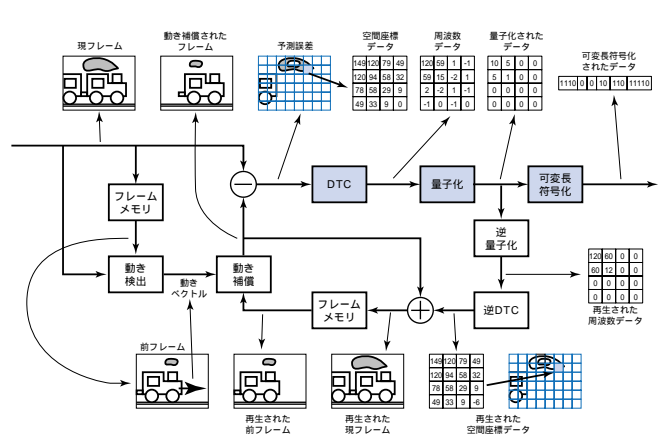 現フレーム
動き補償された
フレーム
予測誤差
空間座標
データ
周波数
データ
量子化された
データ
可変長符号化
されたデータ
149 120 79 49
120 94 58 32
78 58 29 9
49 33 9 0
120 59 1 -1
59 15 -2 1
2 -2 1 -1
-1 0 -1 0
10 5 0 0
5 1 0 0
0 0 0 0
0 0 0 0
1110 0 0 10 110 11110
フレーム
メモリ
DTC
量子化
可変長
符号化
逆
量子化
動き
検出
動き
ベクトル
動き
補償
フレーム
メモリ
逆DTC
120 60 0 0
60 12 0 0
0 0 0 0
0 0 0 0
再生された
周波数データ
前フレーム
再生された
前フレーム
再生された
現フレーム
149 120 79 49
120 94 58 32
78 58 29 9
49 33 9 -6
再生された
空間座標データ